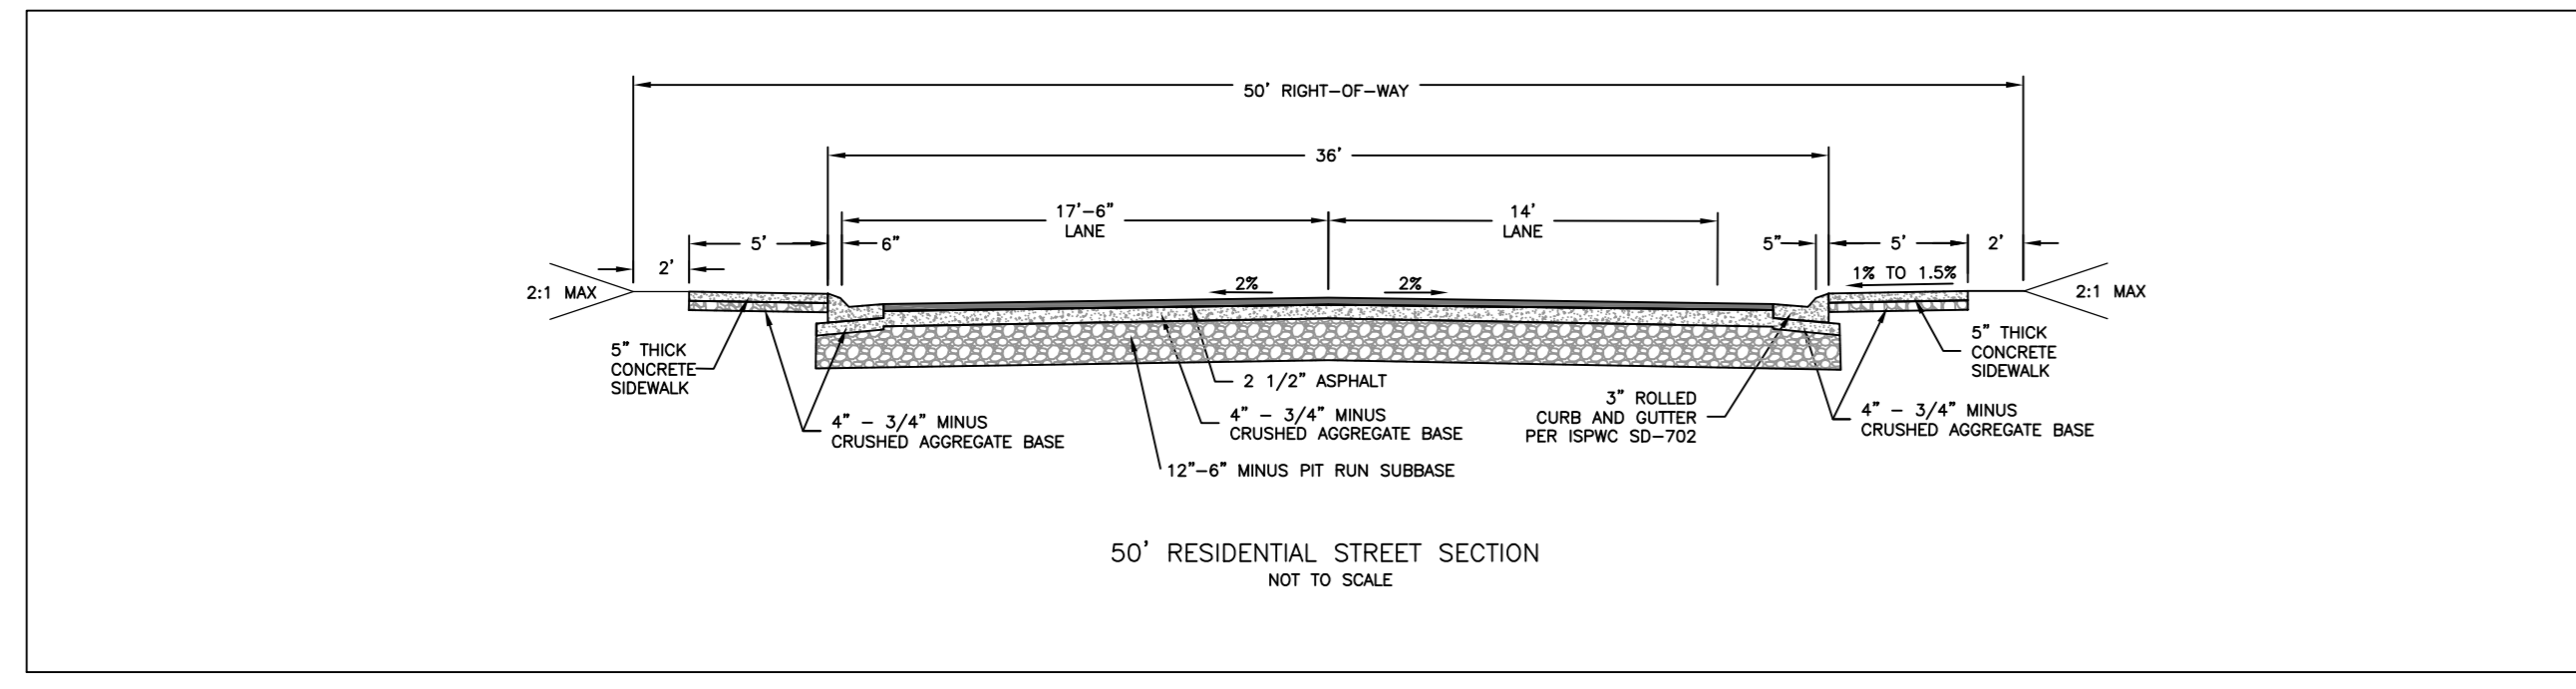 50' RIGHT-OF-WAY
36'
17'-6"
LANE
14'
LANE
5'
6"
5"
5'
2'
2'
2%
2%
1% TO 1.5%
2:1 MAX
2:1 MAX
5" THICK
CONCRETE
SIDEWALK
4" - 3/4" MINUS
CRUSHED AGGREGATE BASE
2 1/2" ASPHALT
4" - 3/4" MINUS
CRUSHED AGGREGATE BASE
12"-6" MINUS PIT RUN SUBBASE
3" ROLLED
CURB AND GUTTER
PER ISPWC SD-702
5" THICK
CONCRETE
SIDEWALK
4" - 3/4" MINUS
CRUSHED AGGREGATE BASE
50' RESIDENTIAL STREET SECTION
NOT TO SCALE